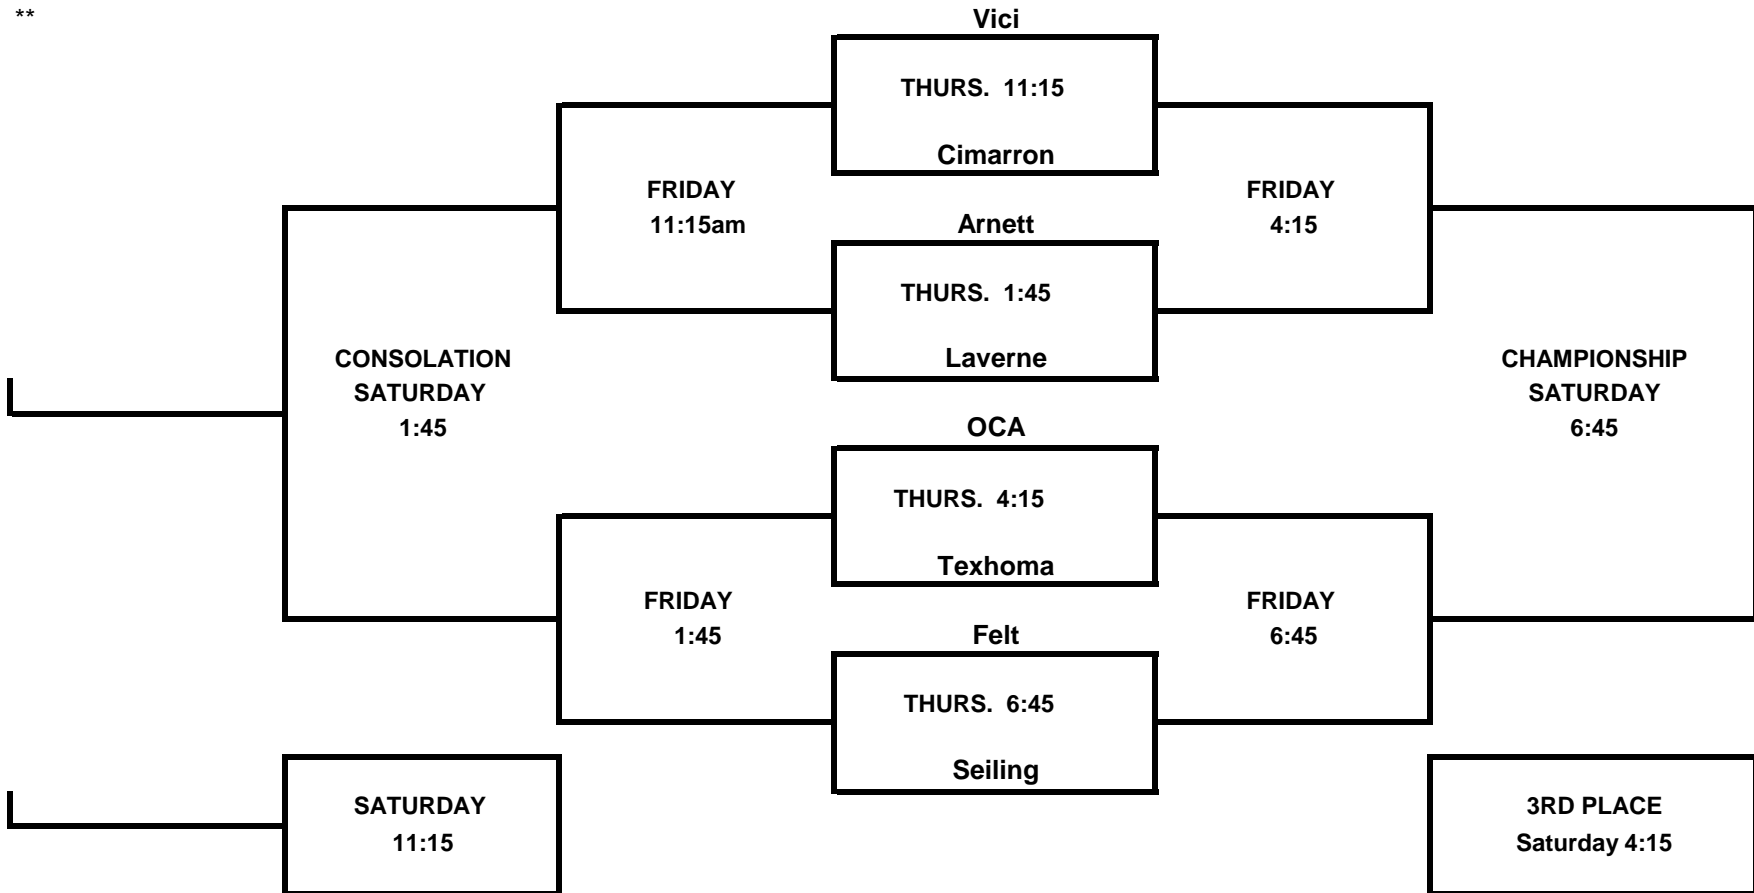 **
Vici
THURS. 11:15
Cimarron
FRIDAY
11:15am
Arnett
FRIDAY
4:15
THURS. 1:45
Laverne
CONSOLATION
SATURDAY
1:45
CHAMPIONSHIP
SATURDAY
6:45
OCA
THURS. 4:15
Texhoma
FRIDAY
1:45
Felt
FRIDAY
6:45
THURS. 6:45
Seiling
SATURDAY
11:15
3RD PLACE
Saturday 4:15